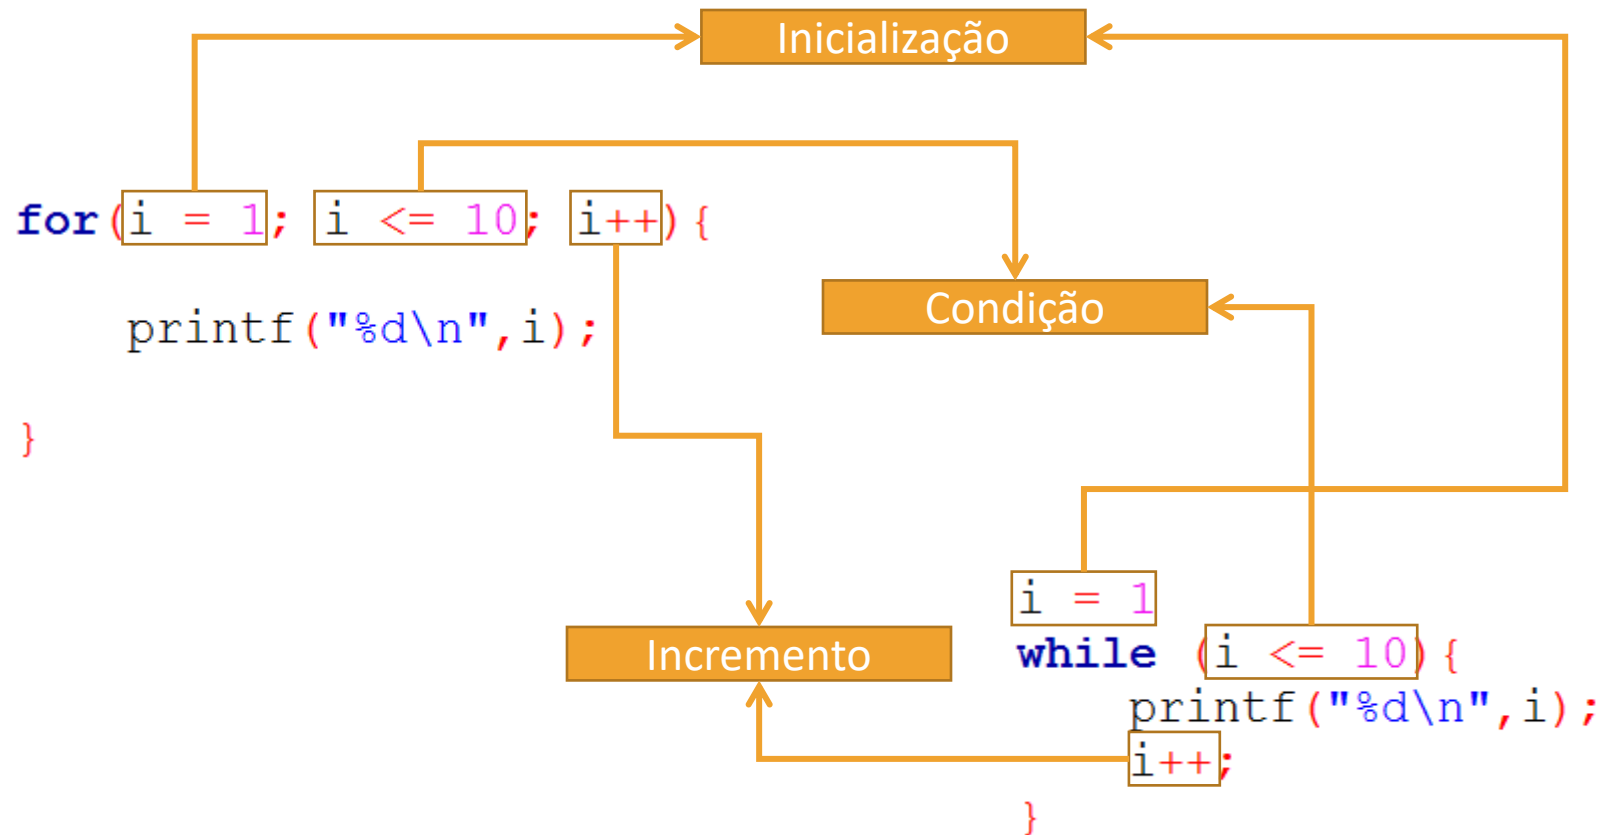 Inicialização
for(i = 1; i <= 10; i++){
Condição
printf("%d\n",i);
}
i = 1
Incremento
while (i <= 10){
printf("%d\n",i);
i++;
}